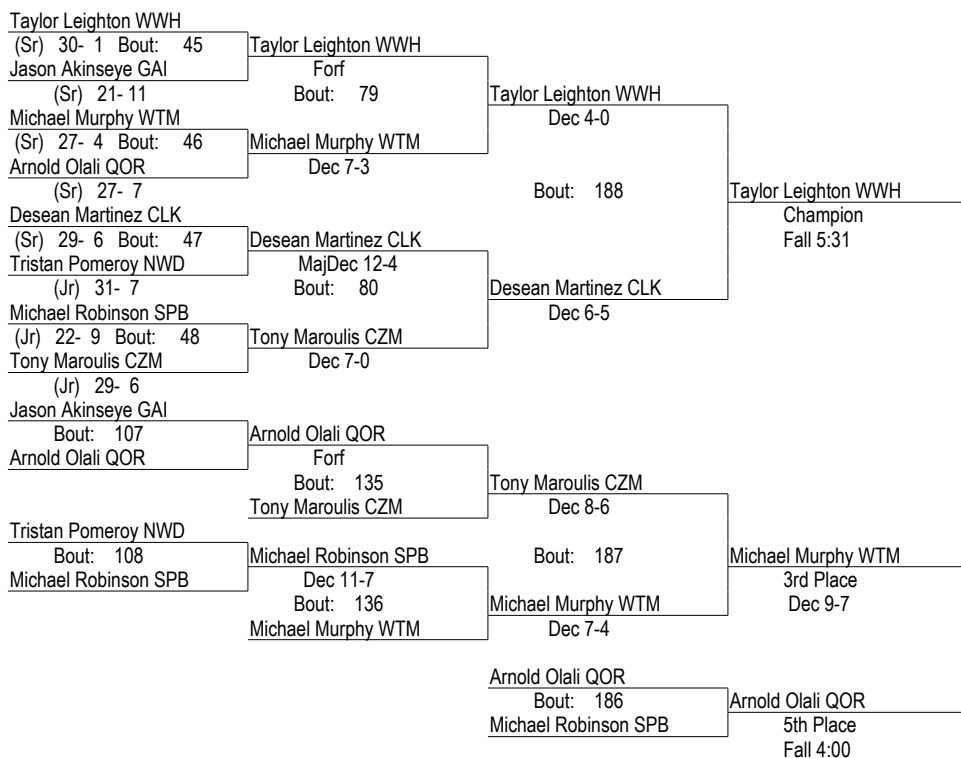 Taylor Leighton WWH
(Sr) 30- 1 Bout: 45
Taylor Leighton WWH
Jason Akinseye GAI
Forf
(Sr) 21- 11
Bout: 79
Taylor Leighton WWH
Michael Murphy WTM
Dec 4-0
(Sr) 27- 4 Bout: 46
Michael Murphy WTM
Arnold Olali QOR
Dec 7-3
(Sr) 27- 7
Bout: 188
Taylor Leighton WWH
Desean Martinez CLK
Champion
(Sr) 29- 6 Bout: 47
Desean Martinez CLK
Fall 5:31
Tristan Pomeroy NWD
MajDec 12-4
(Jr) 31- 7
Bout: 80
Desean Martinez CLK
Michael Robinson SPB
Dec 6-5
(Jr) 22- 9 Bout: 48
Tony Maroulis CZM
Tony Maroulis CZM
Dec 7-0
(Jr) 29- 6
Jason Akinseye GAI
Bout: 107
Arnold Olali QOR
Arnold Olali QOR
Forf
Bout: 135
Tony Maroulis CZM
Tony Maroulis CZM
Dec 8-6
Tristan Pomeroy NWD
Bout: 108
Michael Robinson SPB
Bout: 187
Michael Murphy WTM
Michael Robinson SPB
Dec 11-7
3rd Place
Bout: 136
Michael Murphy WTM
Dec 9-7
Michael Murphy WTM
Dec 7-4
Arnold Olali QOR
Bout: 186
Arnold Olali QOR
Michael Robinson SPB
5th Place
Fall 4:00